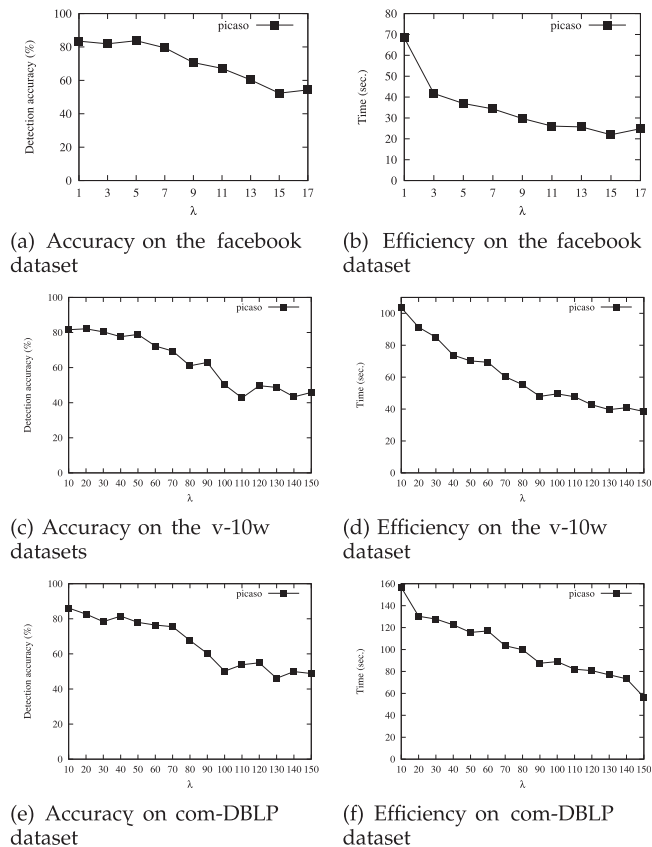 picaso
80
60
40
20
0
Detection accuracy (%)
1 3 5 7 9 11 13 15 17
λ
(a) Accuracy on the facebook
dataset
picaso
80
70
60
50
40
30
20
10
0
Time (sec.)
1 3 5 7 9 11 13 15 17
λ
(b) Efficiency on the facebook
dataset
picaso
100
80
60
40
20
0
Detection accuracy (%)
10 20 30 40 50 60 70 80 90 100 110 120 130 140 150
λ
(c) Accuracy on the v-10w
datasets
picaso
100
80
60
40
20
0
Time (sec.)
10 20 30 40 50 60 70 80 90 100 110 120 130 140 150
λ
(d) Efficiency on the v-10w
dataset
picaso
100
80
60
40
20
0
Detection accuracy (%)
10 20 30 40 50 60 70 80 90 100 110 120 130 140 150
λ
(e) Accuracy on com-DBLP
dataset
picaso
160
140
120
100
80
60
40
20
0
Time (sec.)
10 20 30 40 50 60 70 80 90 100 110 120 130 140 150
λ
(f) Efficiency on com-DBLP
dataset